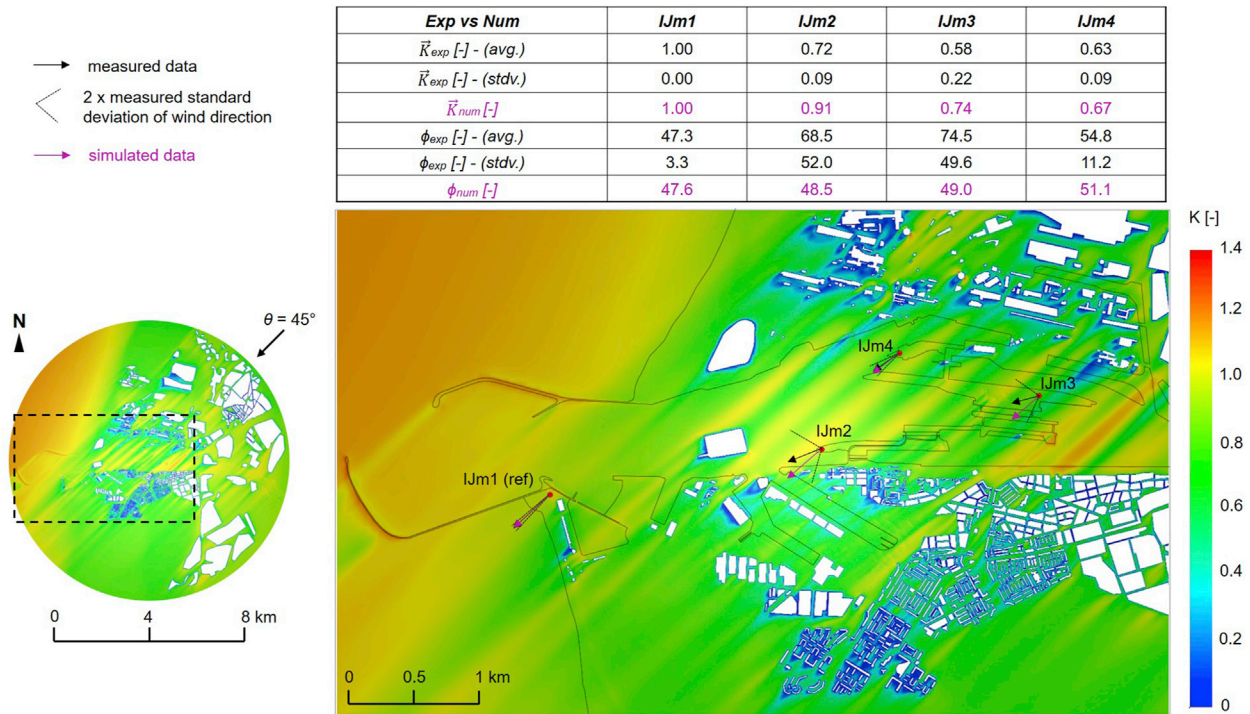 measured data
2 x measured standard
deviation of wind direction
simulated data
Exp vs Num IJm1 IJm2 IJm3 IJm4
K⃗exp [-] - (avg.) 1.00 0.72 0.58 0.63
K⃗exp [-] - (stdv.) 0.00 0.09 0.22 0.09
K⃗num [-] 1.00 0.91 0.74 0.67
ϕexp [-] - (avg.) 47.3 68.5 74.5 54.8
ϕexp [-] - (stdv.) 3.3 52.0 49.6 11.2
ϕnum [-] 47.6 48.5 49.0 51.1
N
θ = 45°
0 4 8 km
IJm4
IJm3
IJm2
IJm1 (ref)
0 0.5 1 km
K [-]
1.4
1.2
1.0
0.8
0.6
0.4
0.2
0